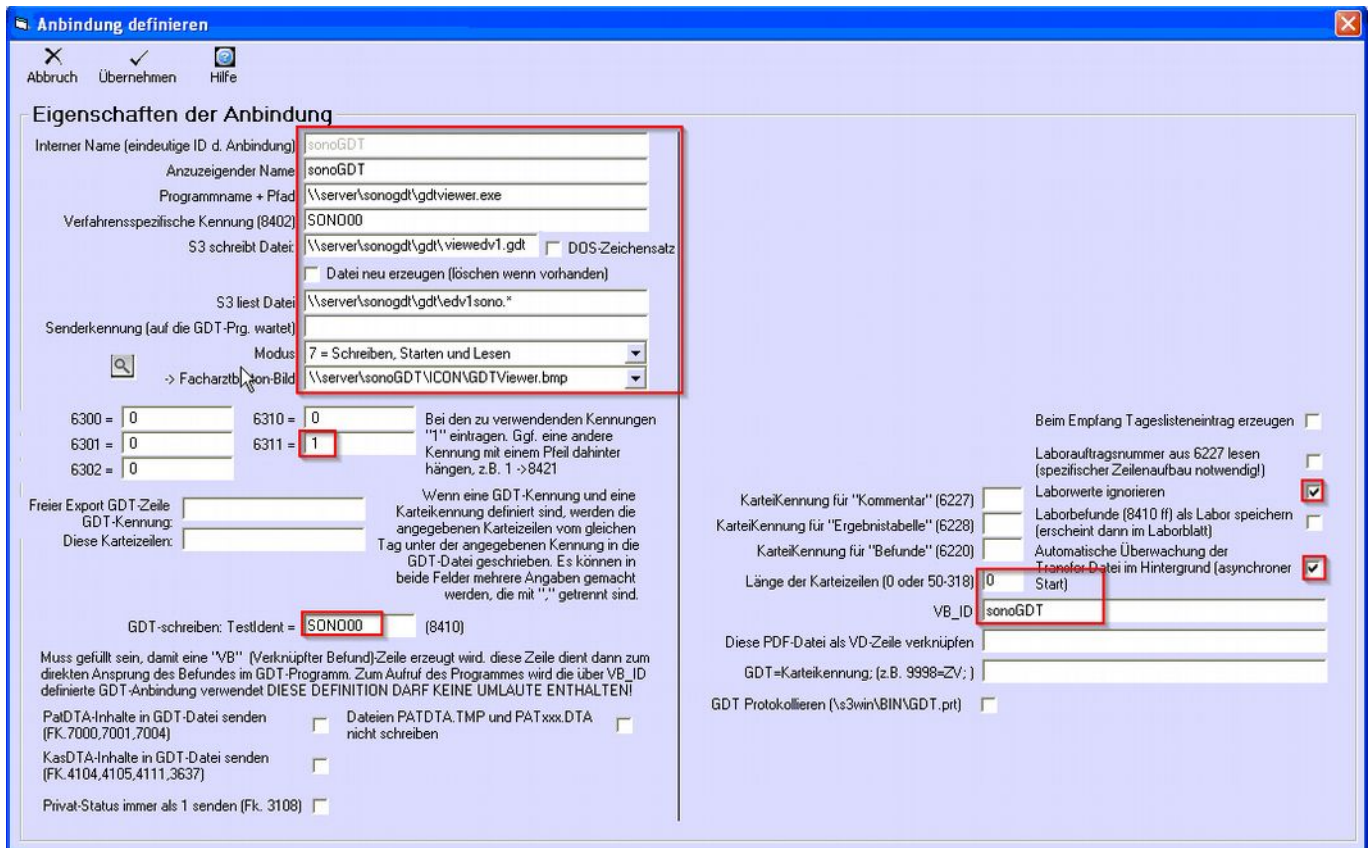 Anbindung definieren
Abbruch Übernehmen Hilfe
Eigenschaften der Anbindung
Interner Name (eindeutige ID d. Anbindung) sonoGDT
Anzuzeigender Name sonoGDT
Programmname + Pfad \\server\sonogdt\gdtviewer.exe
Verfahrensspezifische Kennung (8402) SONO00
S3 schreibt Datei: \\server\sonogdt\gdt\viewedv1.gdt DOS-Zeichensatz
Datei neu erzeugen (löschen wenn vorhanden)
S3 liest Datei \\server\sonogdt\gdt\edv1sono.*
Senderkennung (auf die GDT-Prg. wartet)
Modus 7 = Schreiben, Starten und Lesen
-> Facharztbutton-Bild \\server\sonoGDT\ICON\GDTViewer.bmp
6300 = 0 6310 = 0
6301 = 0 6311 = 1
6302 = 0
Bei den zu verwendenden Kennungen
"1" eintragen. Ggf. eine andere
Kennung mit einem Pfeil dahinter
hängen, z.B. 1 ->8421
Freier Export GDT-Zeile
GDT-Kennung:
Diese Karteizeilen:
Wenn eine GDT-Kennung und eine
Karteikennung definiert sind, werden die
angegebenen Karteizeilen vom gleichen
Tag unter der angegebenen Kennung in die
GDT-Datei geschrieben. Es können in
beide Felder mehrere Angaben gemacht
werden, die mit "," getrennt sind.
GDT-schreiben: TestIdent = SONO00 (8410)
Muss gefüllt sein, damit eine "VB" (Verknüpfter Befund)-Zeile erzeugt wird. diese Zeile dient dann zum
direkten Ansprung des Befundes im GDT-Programm. Zum Aufruf des Programmes wird die über VB_ID
definierte GDT-Anbindung verwendet DIESE DEFINITION DARF KEINE UMLAUTE ENTHALTEN!
PatDTA-Inhalte in GDT-Datei senden
(FK.7000,7001,7004)
Dateien PATDTA.TMP und PATxxx.DTA
nicht schreiben
KasDTA-Inhalte in GDT-Datei senden
(FK.4104,4105,4111,3637)
Privat-Status immer als 1 senden (Fk. 3108)
Beim Empfang Tageslisteneintrag erzeugen
Laborauftragsnummer aus 6227 lesen
(spezifischer Zeilenaufbau notwendig!)
KarteiKennung für "Kommentar" (6227)
Laborwerte ignorieren
KarteiKennung für "Ergebnistabelle" (6228)
Laborbefunde (8410 ff) als Labor speichern
(erscheint dann im Laborblatt)
KarteiKennung für "Befunde" (6220)
Automatische Überwachung der
Transfer-Datei im Hintergrund (asynchroner
Start)
Länge der Karteizeilen (0 oder 50-318) 0
VB_ID sonoGDT
Diese PDF-Datei als VD-Zeile verknüpfen
GDT=Karteikennung; (z.B. 9998=ZV; )
GDT Protokollieren (\s3win\BIN\GDT.prt)